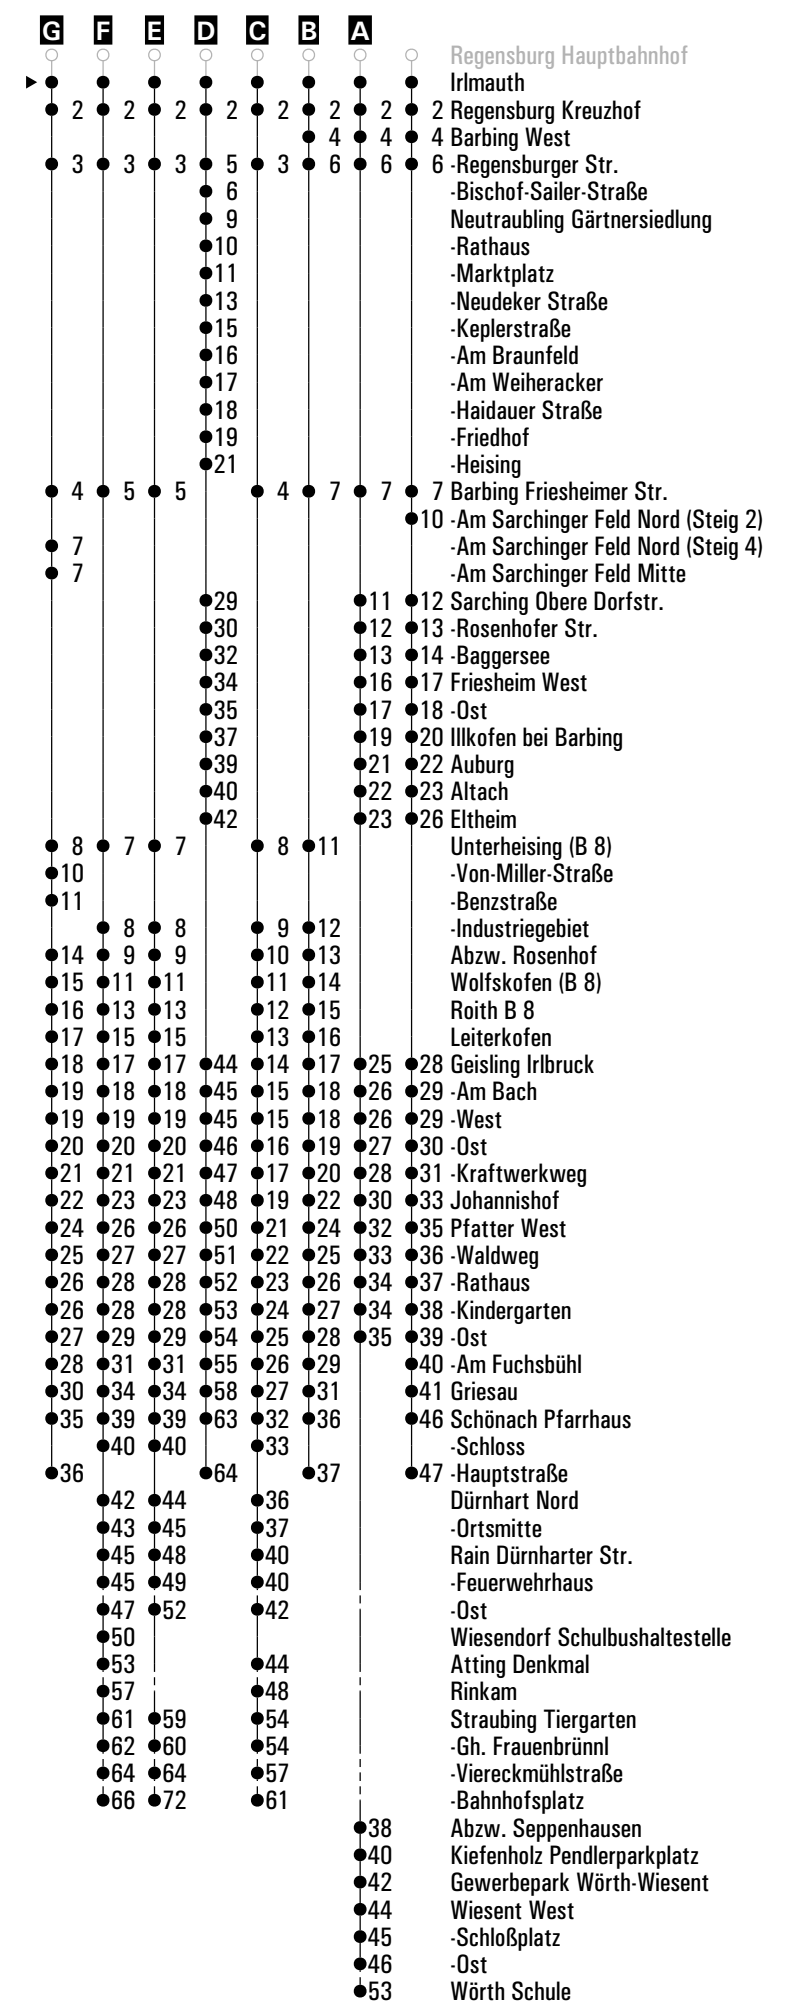 G F E D C B A
Regensburg Hauptbahnhof
Irlmauth
2 2 2 2 2 2 2 2 Regensburg Kreuzhof
4 4 4 Barbing West
3 3 3 5 3 6 6 6 -Regensburger Str.
6 -Bischof-Sailer-Straße
9 Neutraubling Gärtnersiedlung
10 -Rathaus
11 -Marktplatz
13 -Neudeker Straße
15 -Keplerstraße
16 -Am Braunfeld
17 -Am Weiheracker
18 -Haidauer Straße
19 -Friedhof
21 -Heising
4 5 5 4 7 7 7 Barbing Friesheimer Str.
10 -Am Sarchinger Feld Nord (Steig 2)
7 -Am Sarchinger Feld Nord (Steig 4)
7 -Am Sarchinger Feld Mitte
29 11 12 Sarching Obere Dorfstr.
30 12 13 -Rosenhofer Str.
32 13 14 -Baggersee
34 16 17 Friesheim West
35 17 18 -Ost
37 19 20 Illkofen bei Barbing
39 21 22 Auburg
40 22 23 Altach
42 23 26 Eltheim
8 7 7 8 11 Unterheising (B 8)
10 -Von-Miller-Straße
11 -Benzstraße
8 8 9 12 -Industriegebiet
14 9 9 10 13 Abzw. Rosenhof
15 11 11 11 14 Wolfskofen (B 8)
16 13 13 12 15 Roith B 8
17 15 15 13 16 Leiterkofen
18 17 17 44 14 17 25 28 Geisling Irlbruck
19 18 18 45 15 18 26 29 -Am Bach
19 19 19 45 15 18 26 29 -West
20 20 20 46 16 19 27 30 -Ost
21 21 21 47 17 20 28 31 -Kraftwerkweg
22 23 23 48 19 22 30 33 Johannishof
24 26 26 50 21 24 32 35 Pfatter West
25 27 27 51 22 25 33 36 -Waldweg
26 28 28 52 23 26 34 37 -Rathaus
26 28 28 53 24 27 34 38 -Kindergarten
27 29 29 54 25 28 35 39 -Ost
28 31 31 55 26 29 40 -Am Fuchsbühl
30 34 34 58 27 31 41 Griesau
35 39 39 63 32 36 46 Schönach Pfarrhaus
40 40 33 -Schloss
36 64 37 47 -Hauptstraße
42 44 36 Dürnhart Nord
43 45 37 -Ortsmitte
45 48 40 Rain Dürnharter Str.
45 49 40 -Feuerwehrhaus
47 52 42 -Ost
50 Wiesendorf Schulbushaltestelle
53 44 Atting Denkmal
57 48 Rinkam
61 59 54 Straubing Tiergarten
62 60 54 -Gh. Frauenbrünnl
64 64 57 -Viereckmühlstraße
66 72 61 -Bahnhofsplatz
38 Abzw. Seppenhausen
40 Kiefenholz Pendlerparkplatz
42 Gewerbepark Wörth-Wiesent
44 Wiesent West
45 -Schloßplatz
46 -Ost
53 Wörth Schule